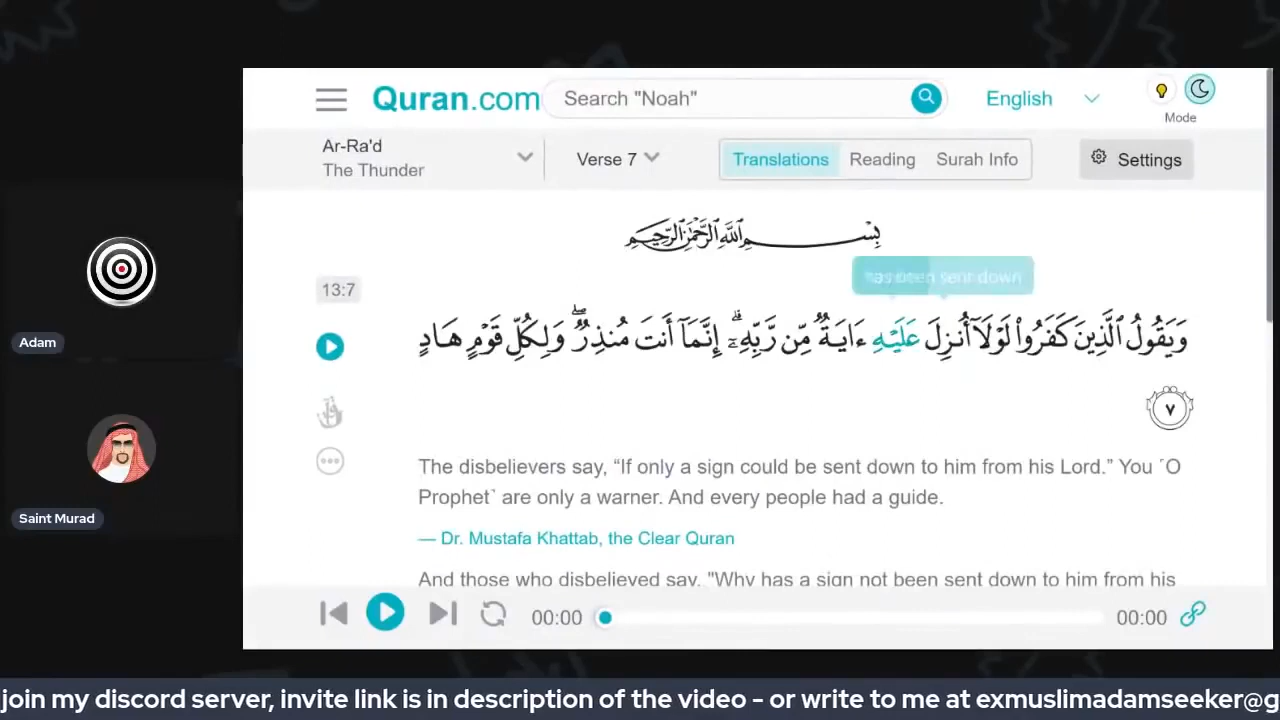 Quran.com
Search "Noah"
English
Mode
Ar-Ra'd
The Thunder
Verse 7
Translations
Reading
Surah Info
Settings
بِسْمِ ٱللَّهِ ٱلرَّحْمَـٰنِ ٱلرَّحِيمِ
sent down
13:7
وَيَقُولُ ٱلَّذِينَ كَفَرُوا۟ لَوْلَآ أُنزِلَ عَلَيْهِ ءَايَةٌۭ مِّن رَّبِّهِۦٓ ۗ إِنَّمَآ أَنتَ مُنذِرٌۭ ۖ وَلِكُلِّ قَوْمٍ هَادٍ
٧
Adam
Saint Murad
The disbelievers say, “If only a sign could be sent down to him from his Lord.” You ˹O
Prophet˺ are only a warner. And every people had a guide.
— Dr. Mustafa Khattab, the Clear Quran
And those who disbelieved say, "Why has a sign not been sent down to him from his
00:00
00:00
join my discord server, invite link is in description of the video - or write to me at exmuslimadamseeker@g